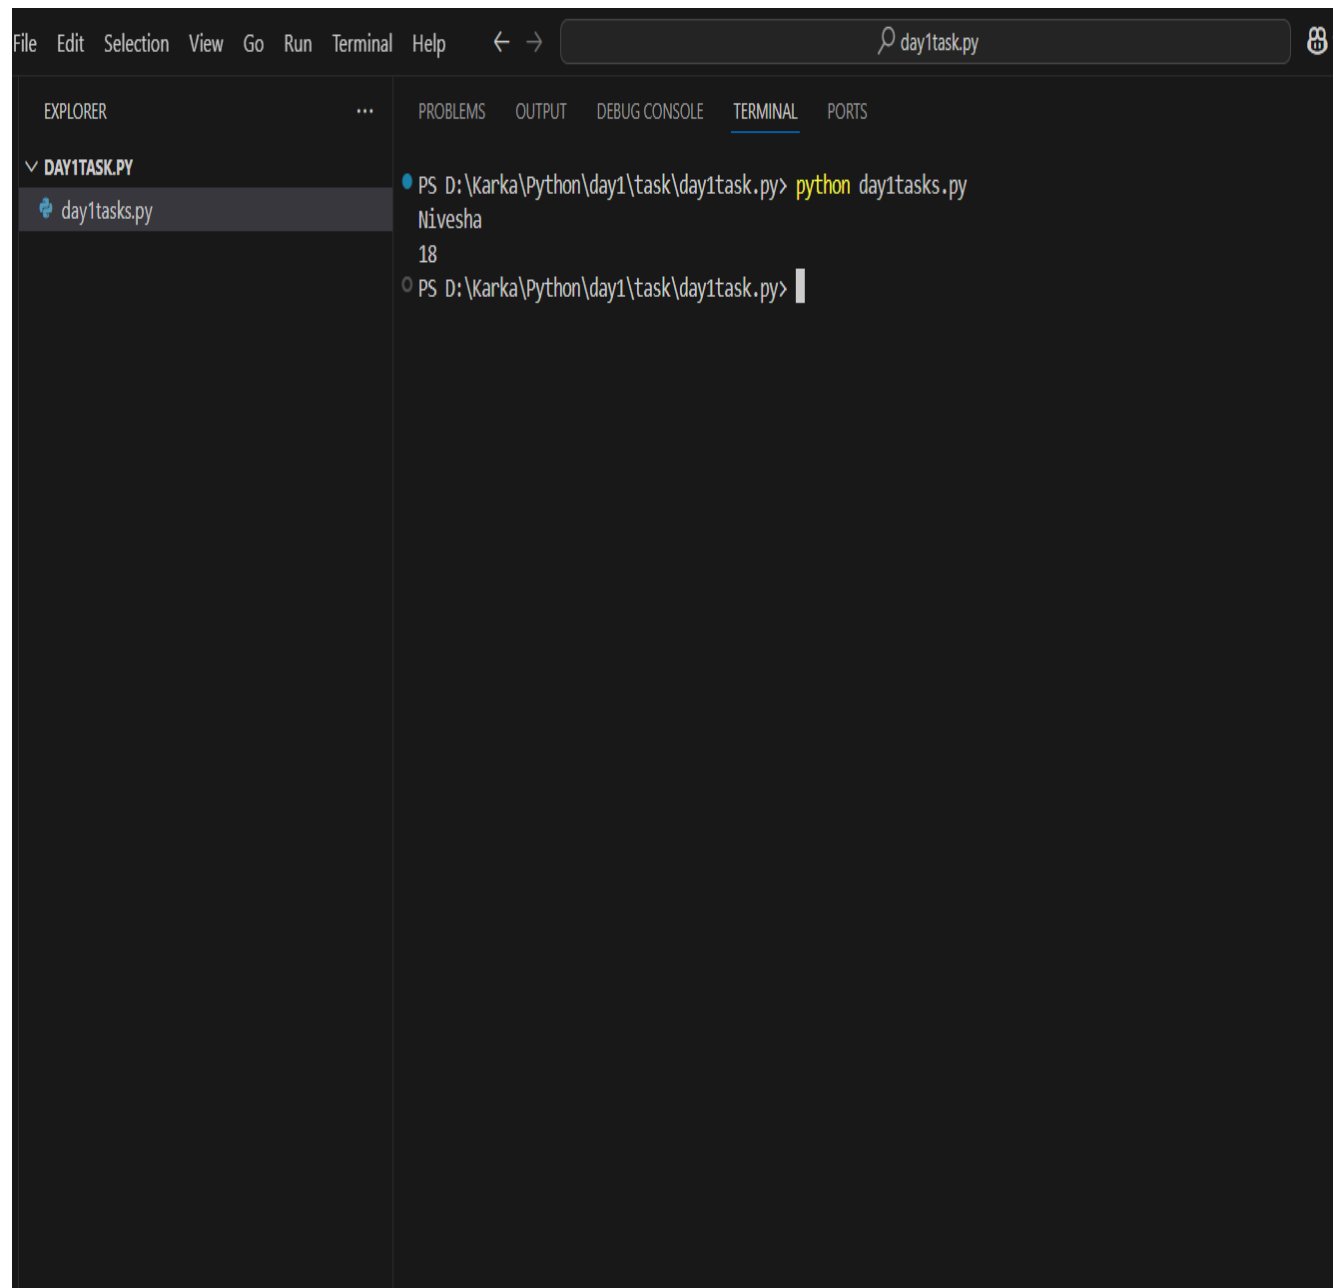 File Edit Selection View Go Run Terminal Help day1task.py
EXPLORER
PROBLEMS OUTPUT DEBUG CONSOLE TERMINAL PORTS
DAY1TASK.PY
day1tasks.py
PS D:\Karka\Python\day1\task\day1task.py> python day1tasks.py
Nivesha
18
PS D:\Karka\Python\day1\task\day1task.py>